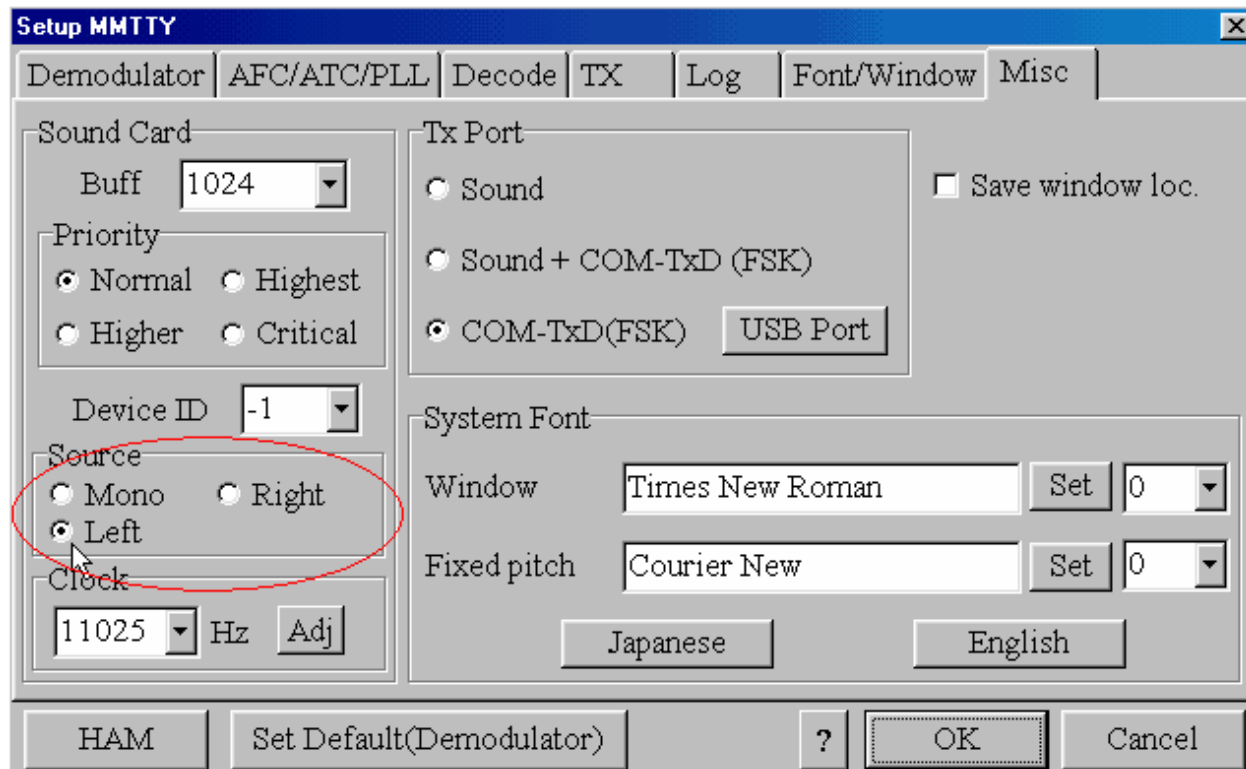 Setup MMTTY
Demodulator AFC/ATC/PLL Decode TX Log Font/Window Misc
Sound Card
Buff 1024
Priority
Normal Highest
Higher Critical
Device ID -1
Source
Mono Right
Left
Clock
11025 Hz Adj
Tx Port
Sound
Sound + COM-TxD (FSK)
COM-TxD(FSK) USB Port
Save window loc.
System Font
Window Times New Roman Set 0
Fixed pitch Courier New Set 0
Japanese English
HAM Set Default(Demodulator) ? OK Cancel